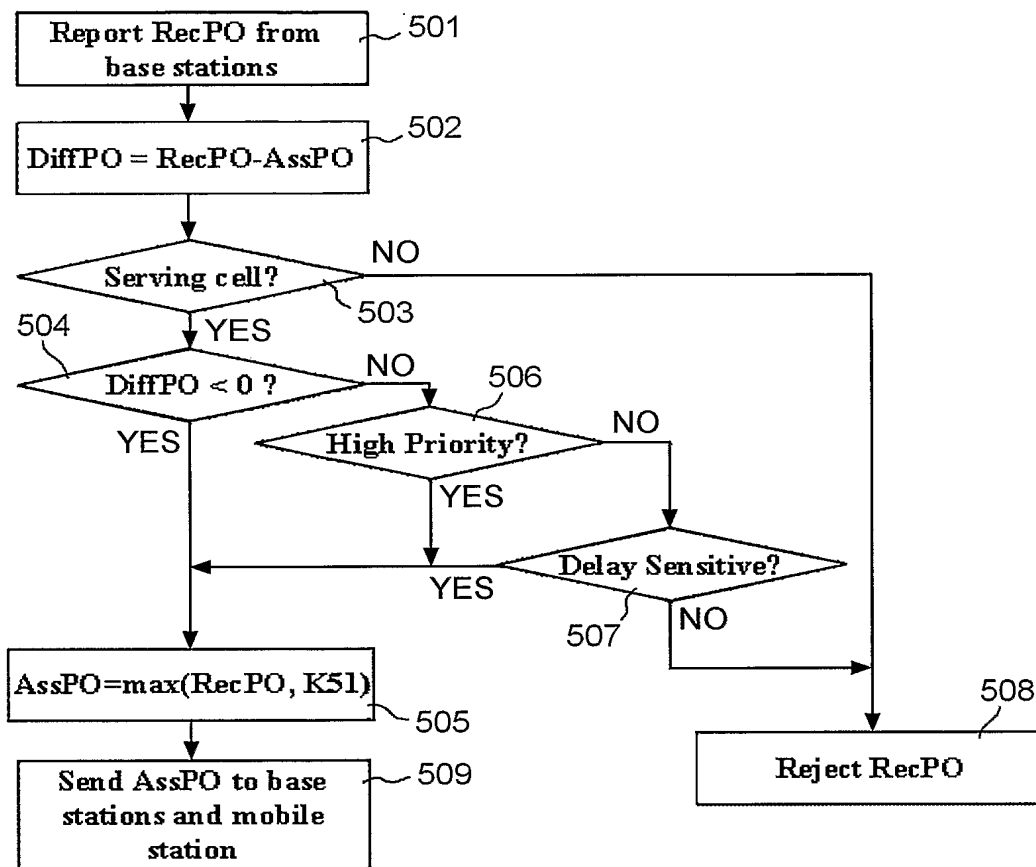 Report RecPO from
base stations
501
DiffPO = RecPO-AssPO
502
Serving cell?
NO
503
YES
504
DiffPO < 0 ?
NO
506
YES
High Priority?
NO
YES
Delay Sensitive?
YES
507
NO
AssPO=max(RecPO, K51)
505
508
Reject RecPO
Send AssPO to base
stations and mobile
station
509